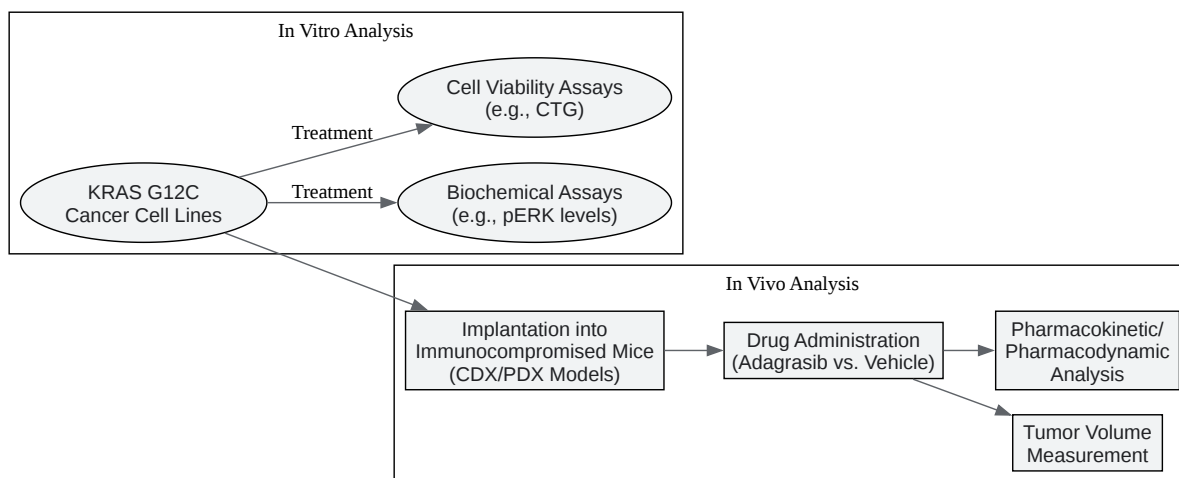 In Vitro Analysis
Cell Viability Assays
(e.g., CTG)
Treatment
KRAS G12C
Cancer Cell Lines
Treatment
Biochemical Assays
(e.g., pERK levels)
In Vivo Analysis
Implantation into
Immunocompromised Mice
(CDX/PDX Models)
Drug Administration
(Adagrasib vs. Vehicle)
Pharmacokinetic/
Pharmacodynamic
Analysis
Tumor Volume
Measurement